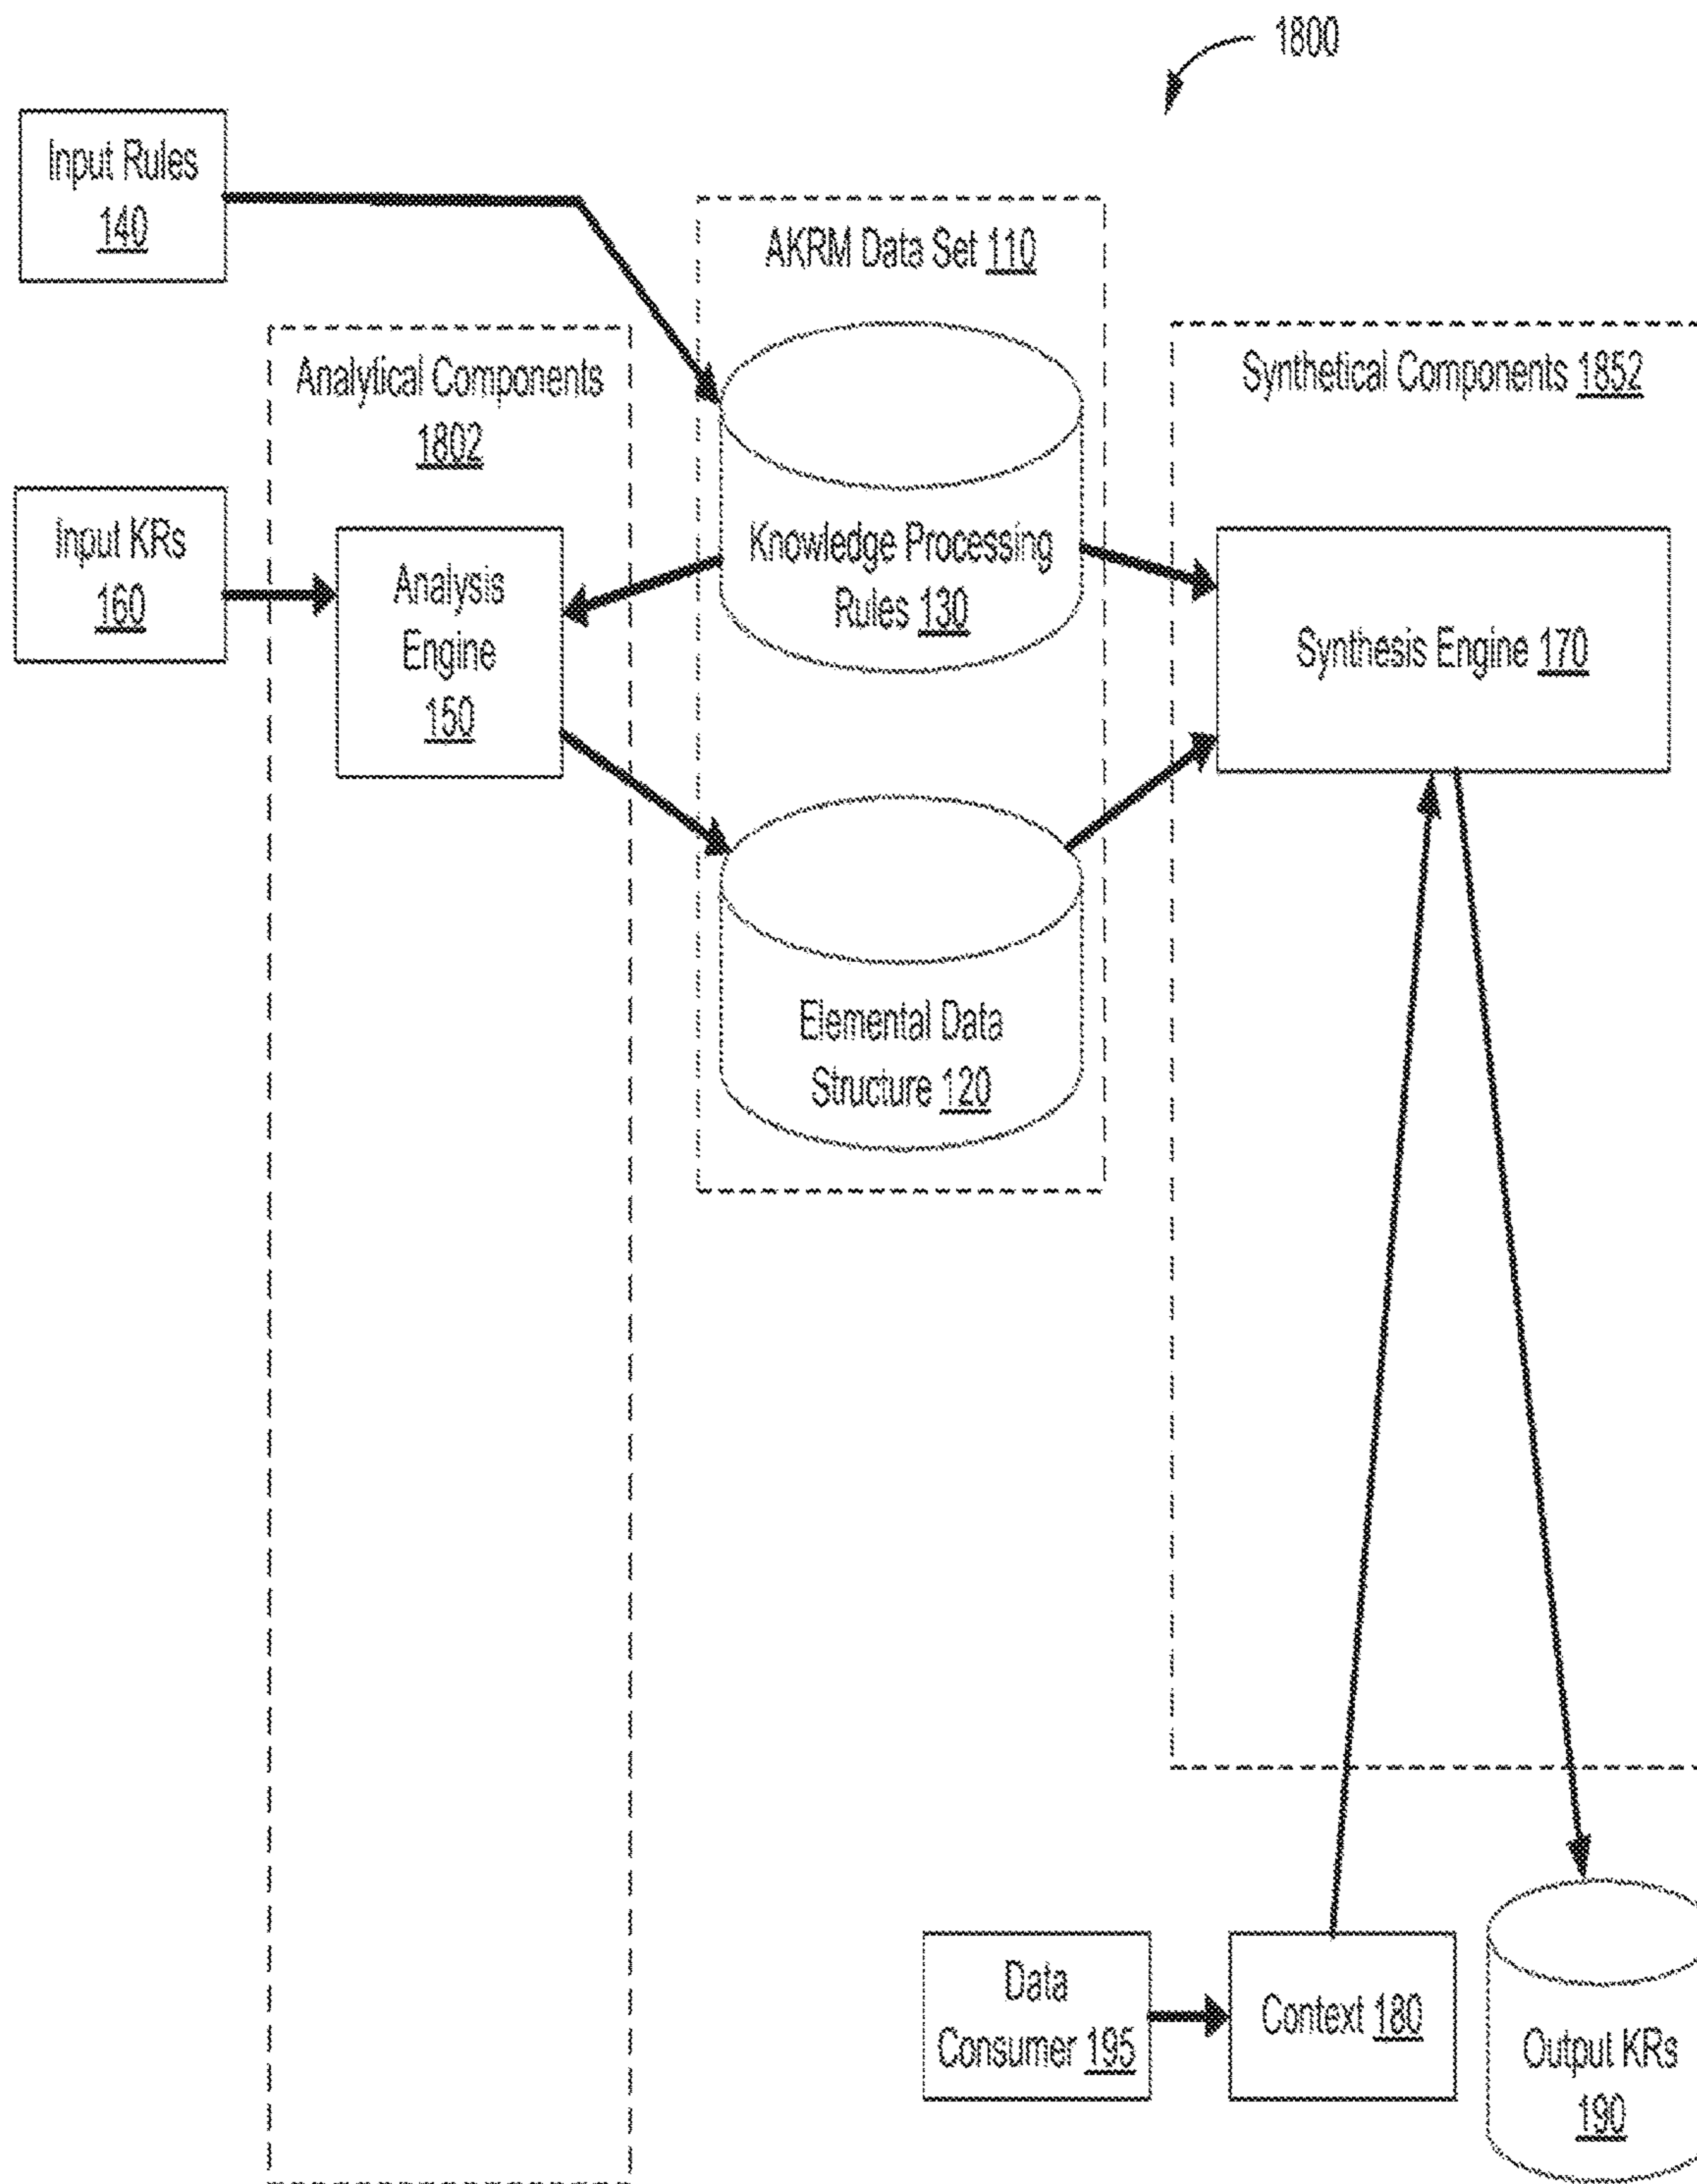 1800
Input Rules
140
AKRM Data Set 110
Analytical Components
1802
Synthetical Components 1852
Input KRs
160
Analysis
Engine
150
Knowledge Processing
Rules 130
Synthesis Engine 170
Elemental Data
Structure 120
Data
Consumer 195
Context 180
Output KRs
190